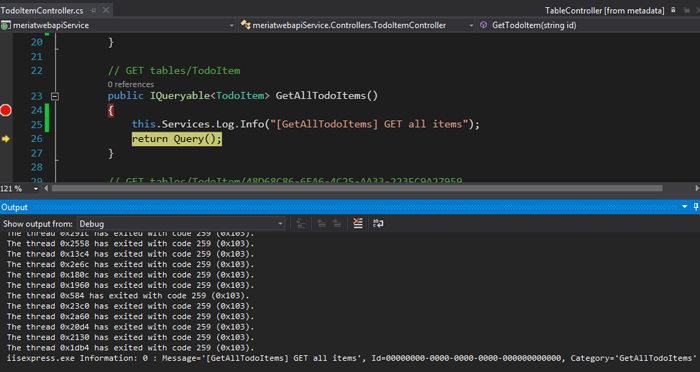 TodoItemController.cs
TableController [from metadata]
meriatwebapiService
meriatwebapiService.Controllers.TodoItemController
GetTodoItem(string id)
20 }
21
22 // GET tables/TodoItem
0 references
23 public IQueryable<TodoItem> GetAllTodoItems()
24 {
25 this.Services.Log.Info("[GetAllTodoItems] GET all items");
26 return Query();
27 }
28
29 // GET tables/TodoItem/48D68C86-6EA6-4C25-AA33-223FC9A27959
121 %
Output
Show output from: Debug
The thread 0x291c has exited with code 259 (0x103).
The thread 0x2558 has exited with code 259 (0x103).
The thread 0x13c4 has exited with code 259 (0x103).
The thread 0x2e6c has exited with code 259 (0x103).
The thread 0x180c has exited with code 259 (0x103).
The thread 0x1960 has exited with code 259 (0x103).
The thread 0x584 has exited with code 259 (0x103).
The thread 0x23c0 has exited with code 259 (0x103).
The thread 0x2a60 has exited with code 259 (0x103).
The thread 0x20d4 has exited with code 259 (0x103).
The thread 0x2130 has exited with code 259 (0x103).
The thread 0x1db4 has exited with code 259 (0x103).
iisexpress.exe Information: 0 : Message='[GetAllTodoItems] GET all items', Id=00000000-0000-0000-0000-000000000000, Category='GetAllTodoItems'